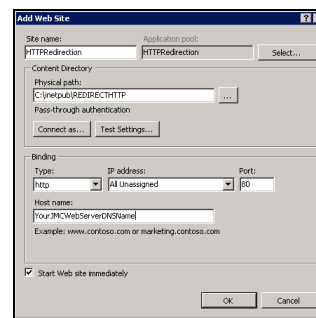 Add Web Site
?
Site name:
Application pool:
HTTPRedirection
HTTPRedirection
Select...
Content Directory
Physical path:
C:\inetpub\REDIRECTHTTP
...
Pass-through authentication
Connect as...
Test Settings...
Binding
Type:
IP address:
Port:
http
All Unassigned
80
Host name:
YourJMCWebServerDNSName
Example: www.contoso.com or marketing.contoso.com
Start Web site immediately
OK
Cancel